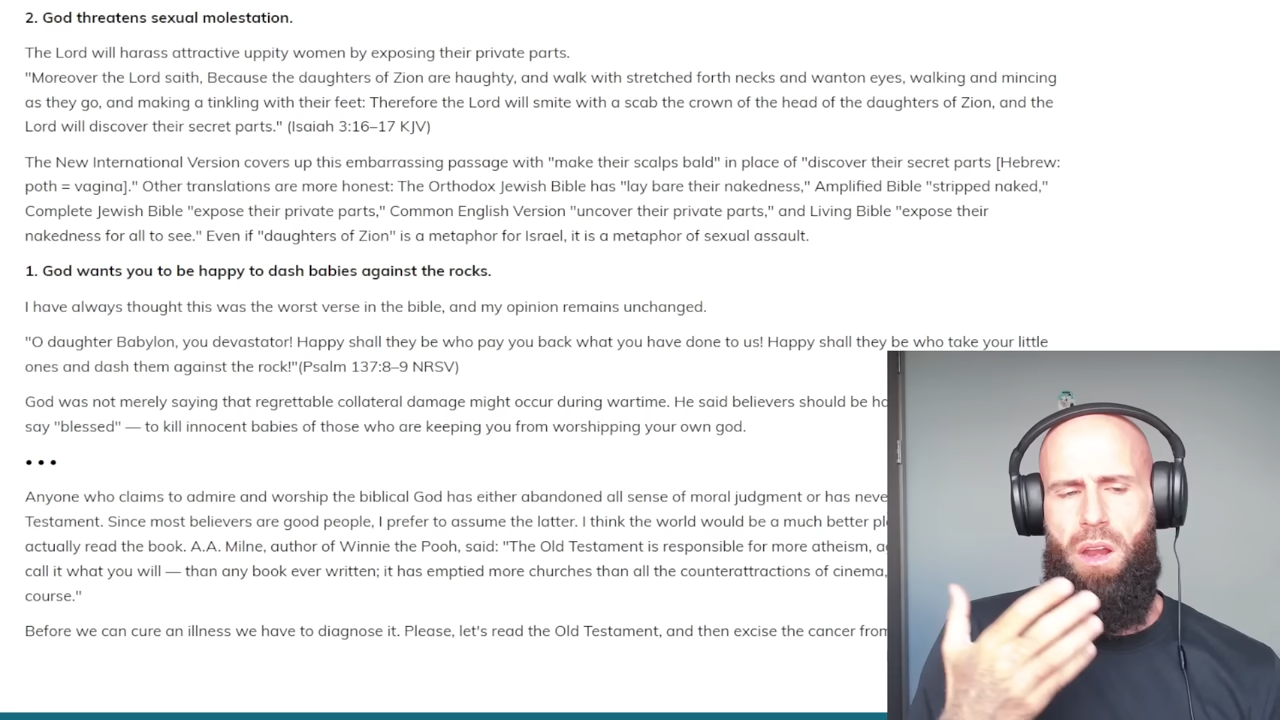 2. God threatens sexual molestation.
The Lord will harass attractive uppity women by exposing their private parts.
"Moreover the Lord saith, Because the daughters of Zion are haughty, and walk with stretched forth necks and wanton eyes, walking and mincing
as they go, and making a tinkling with their feet: Therefore the Lord will smite with a scab the crown of the head of the daughters of Zion, and the
Lord will discover their secret parts." (Isaiah 3:16–17 KJV)
The New International Version covers up this embarrassing passage with "make their scalps bald" in place of "discover their secret parts [Hebrew:
poth = vagina]." Other translations are more honest: The Orthodox Jewish Bible has "lay bare their nakedness," Amplified Bible "stripped naked,"
Complete Jewish Bible "expose their private parts," Common English Version "uncover their private parts," and Living Bible "expose their
nakedness for all to see." Even if "daughters of Zion" is a metaphor for Israel, it is a metaphor of sexual assault.
1. God wants you to be happy to dash babies against the rocks.
I have always thought this was the worst verse in the bible, and my opinion remains unchanged.
"O daughter Babylon, you devastator! Happy shall they be who pay you back what you have done to us! Happy shall they be who take your little
ones and dash them against the rock!"(Psalm 137:8–9 NRSV)
God was not merely saying that regrettable collateral damage might occur during wartime. He said believers should be
say "blessed" — to kill innocent babies of those who are keeping you from worshipping your own god.
• • •
Anyone who claims to admire and worship the biblical God has either abandoned all sense of moral judgment or has
Testament. Since most believers are good people, I prefer to assume the latter. I think the world would be a much better
actually read the book. A.A. Milne, author of Winnie the Pooh, said: "The Old Testament is responsible for more atheism,
call it what you will — than any book ever written; it has emptied more churches than all the counterattractions of cinema,
course."
Before we can cure an illness we have to diagnose it. Please, let's read the Old Testament, and then excise the cancer